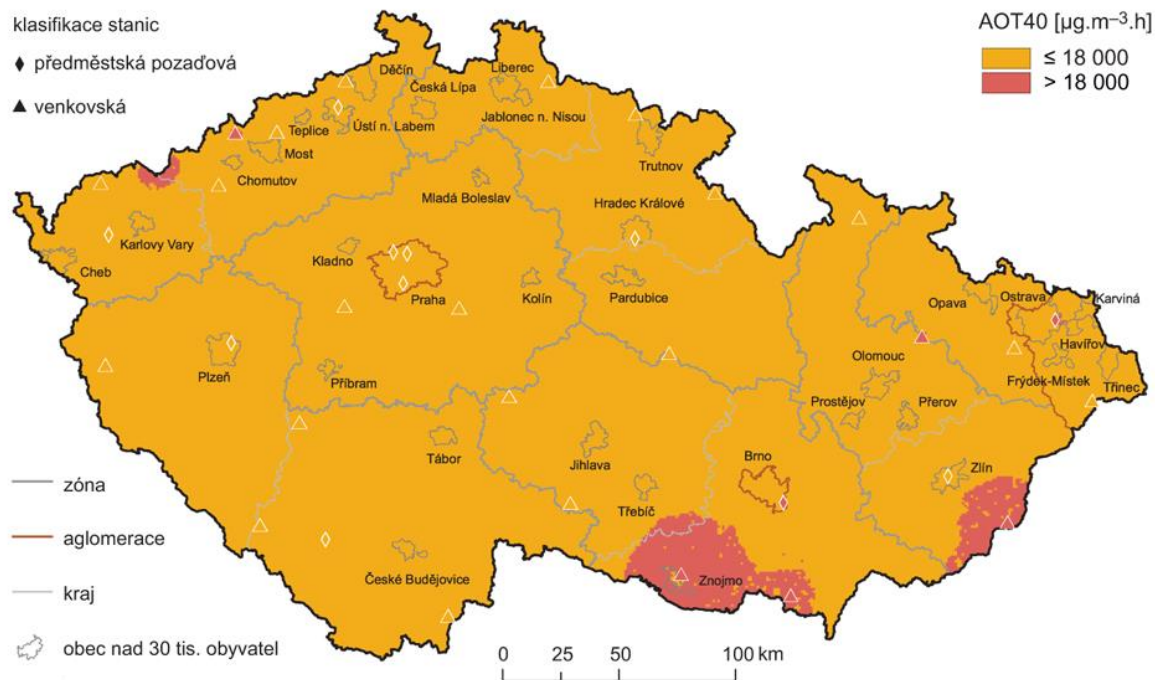 klasifikace stanic
předměstská pozaďová
venkovská
AOT40 [µg.m⁻³.h]
≤ 18 000
> 18 000
Děčín
Liberec
Česká Lípa
Teplice
Ústí n. Labem
Jablonec n. Nisou
Most
Trutnov
Chomutov
Mladá Boleslav
Hradec Králové
Karlovy Vary
Kladno
Cheb
Praha
Kolín
Pardubice
Opava
Ostrava
Karviná
Havířov
Olomouc
Plzeň
Příbram
Frýdek-Místek
Třinec
Prostějov
Přerov
Tábor
Jihlava
Brno
Zlín
zóna
Třebíč
aglomerace
České Budějovice
Znojmo
kraj
obec nad 30 tis. obyvatel
0 25 50 100 km